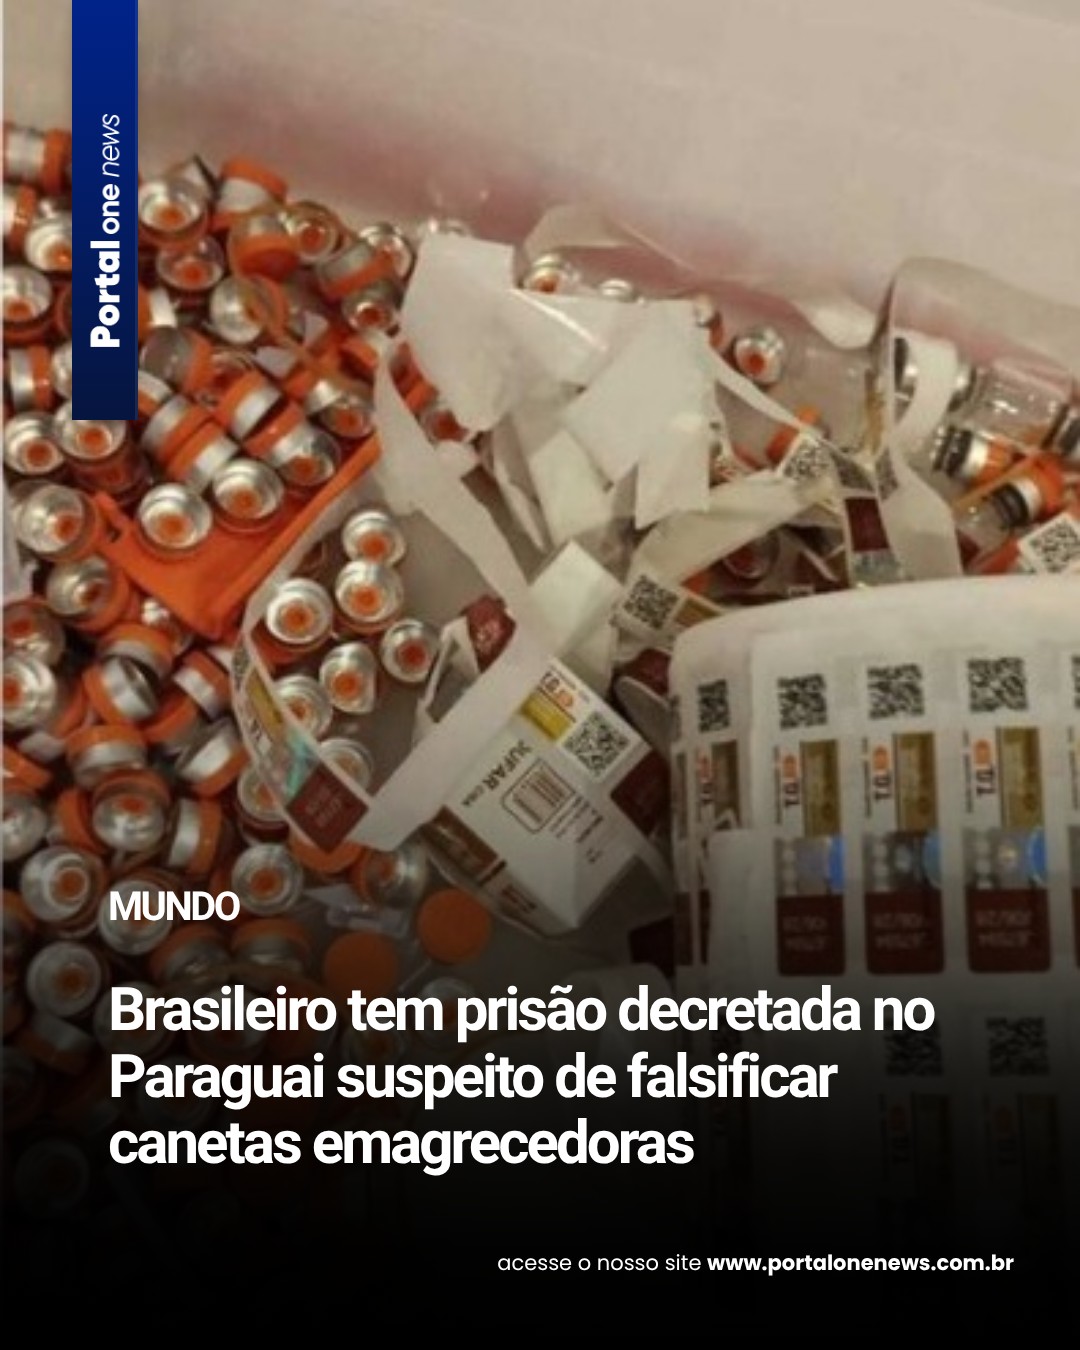 Portal one news
T.G.
T.G.
T.G.
T.G.
MUNDO
Brasileiro tem prisão decretada no
Paraguai suspeito de falsificar
canetas emagrecedoras
acesse o nosso site www.portalonenews.com.br